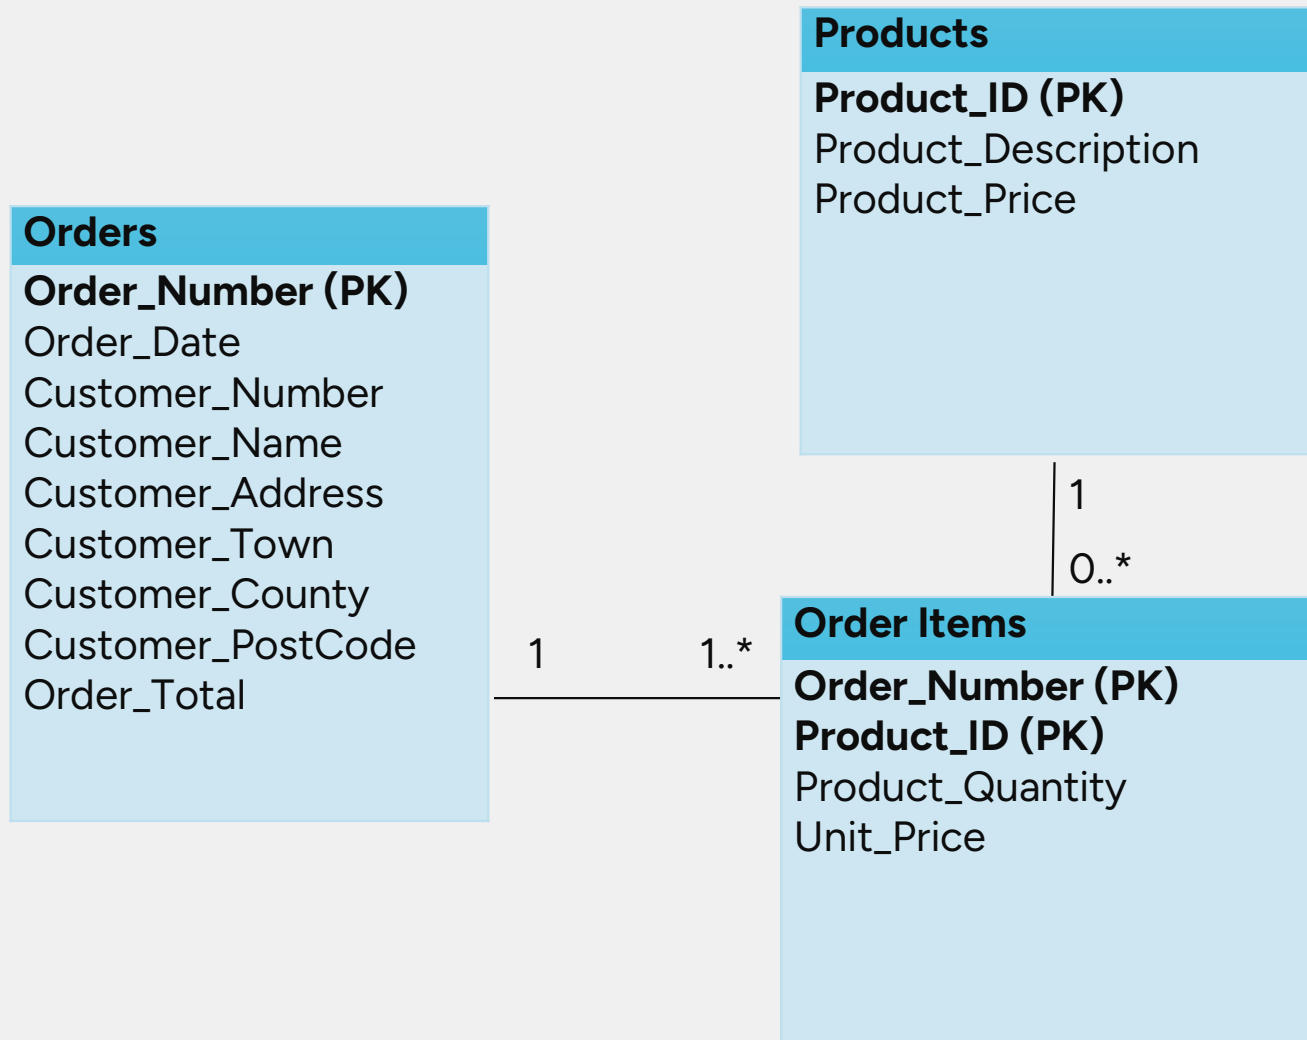 Products
Product_ID (PK)
Product_Description
Product_Price
Orders
Order_Number (PK)
Order_Date
Customer_Number
Customer_Name
Customer_Address
Customer_Town
Customer_County
Customer_PostCode
Order_Total
1
0..*
1
1..*
Order Items
Order_Number (PK)
Product_ID (PK)
Product_Quantity
Unit_Price